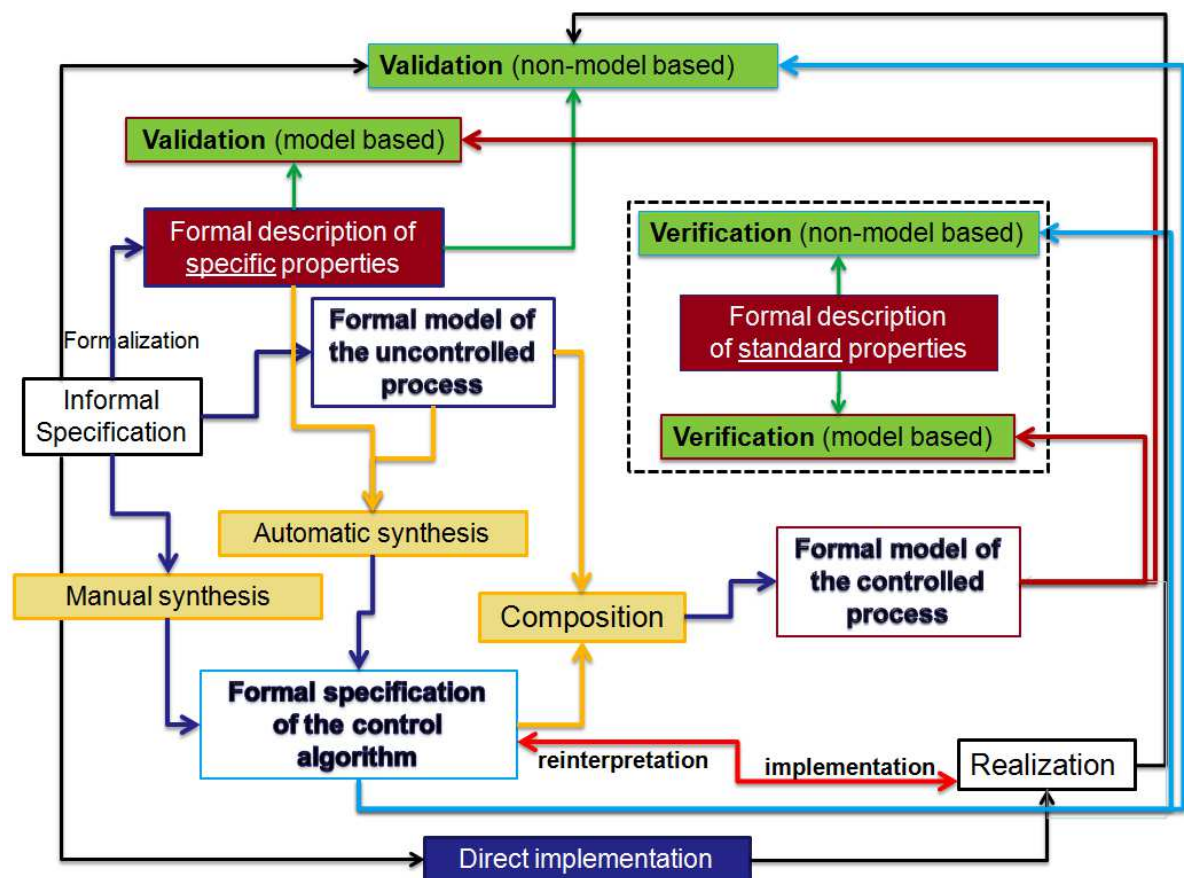 Validation (non-model based)
Validation (model based)
Formal description of
specific properties
Verification (non-model based)
Formal description
of standard properties
Verification (model based)
Formal model of
the uncontrolled
process
Formalization
Informal
Specification
Automatic synthesis
Manual synthesis
Composition
Formal model of
the controlled
process
Formal specification
of the control
algorithm
reinterpretation
implementation
Realization
Direct implementation